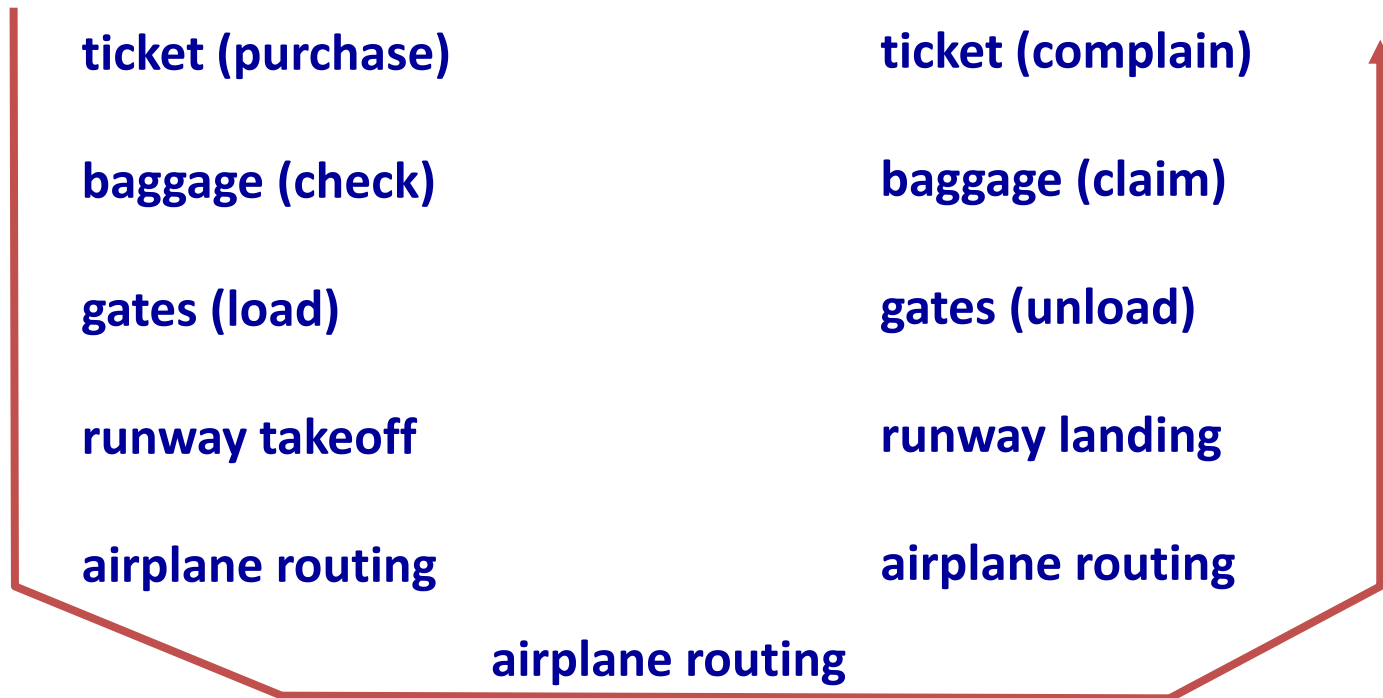 ticket (purchase)
baggage (check)
gates (load)
runway takeoff
airplane routing
airplane routing
ticket (complain)
baggage (claim)
gates (unload)
runway landing
airplane routing